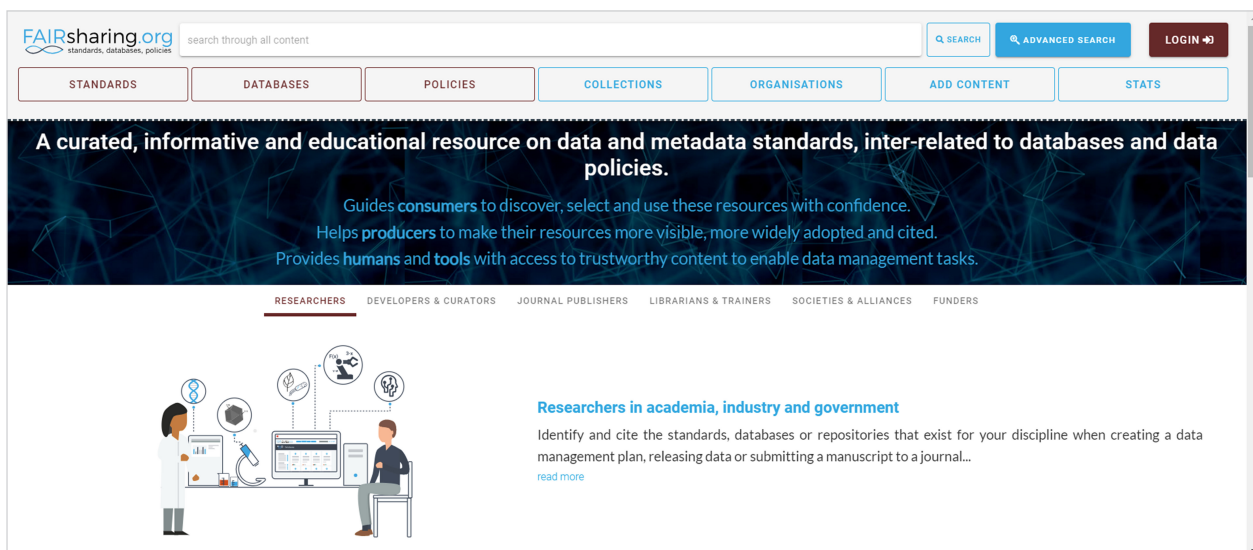 FAIRsharing.org
standards, databases, policies
search through all content
SEARCH
ADVANCED SEARCH
LOGIN
STANDARDS
DATABASES
POLICIES
COLLECTIONS
ORGANISATIONS
ADD CONTENT
STATS
A curated, informative and educational resource on data and metadata standards, inter-related to databases and data
policies.
Guides consumers to discover, select and use these resources with confidence.
Helps producers to make their resources more visible, more widely adopted and cited.
Provides humans and tools with access to trustworthy content to enable data management tasks.
RESEARCHERS
DEVELOPERS & CURATORS
JOURNAL PUBLISHERS
LIBRARIANS & TRAINERS
SOCIETIES & ALLIANCES
FUNDERS
Researchers in academia, industry and government
Identify and cite the standards, databases or repositories that exist for your discipline when creating a data
management plan, releasing data or submitting a manuscript to a journal...
read more